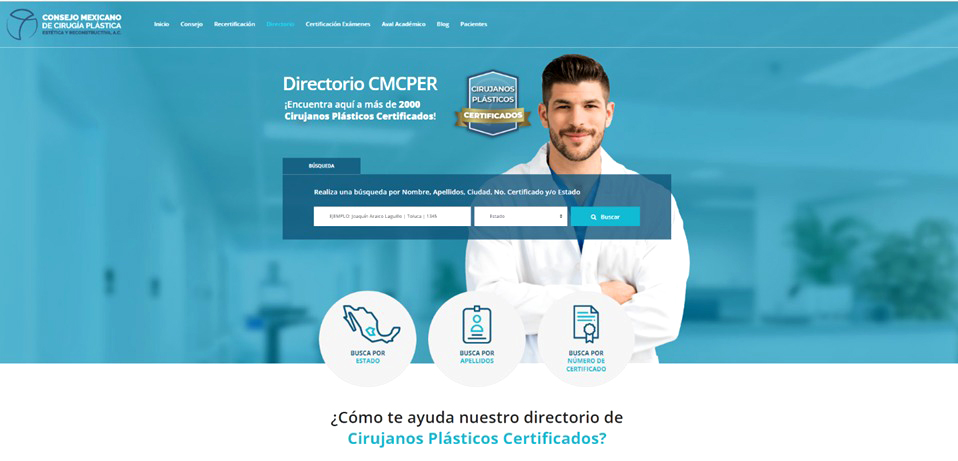 CONSEJO MEXICANO
DE CIRUGÍA PLÁSTICA
ESTÉTICA Y RECONSTRUCTIVA, A.C.
Inicio Consejo Recertificación Directorio Certificación Exámenes Aval Académico Blog Pacientes
Directorio CMCPER
¡Encuentra aquí a más de 2000
Cirujanos Plásticos Certificados!
CIRUJANOS
PLÁSTICOS
CERTIFICADOS
BÚSQUEDA
Realiza una búsqueda por Nombre, Apellidos, Ciudad, No. Certificado y/o Estado
EJEMPLO: Joaquín | Toluca |
Estado
Buscar
BUSCA POR
ESTADO
BUSCA POR
APELLIDOS
BUSCA POR
NÚMERO DE
CERTIFICADO
¿Cómo te ayuda nuestro directorio de
Cirujanos Plásticos Certificados?